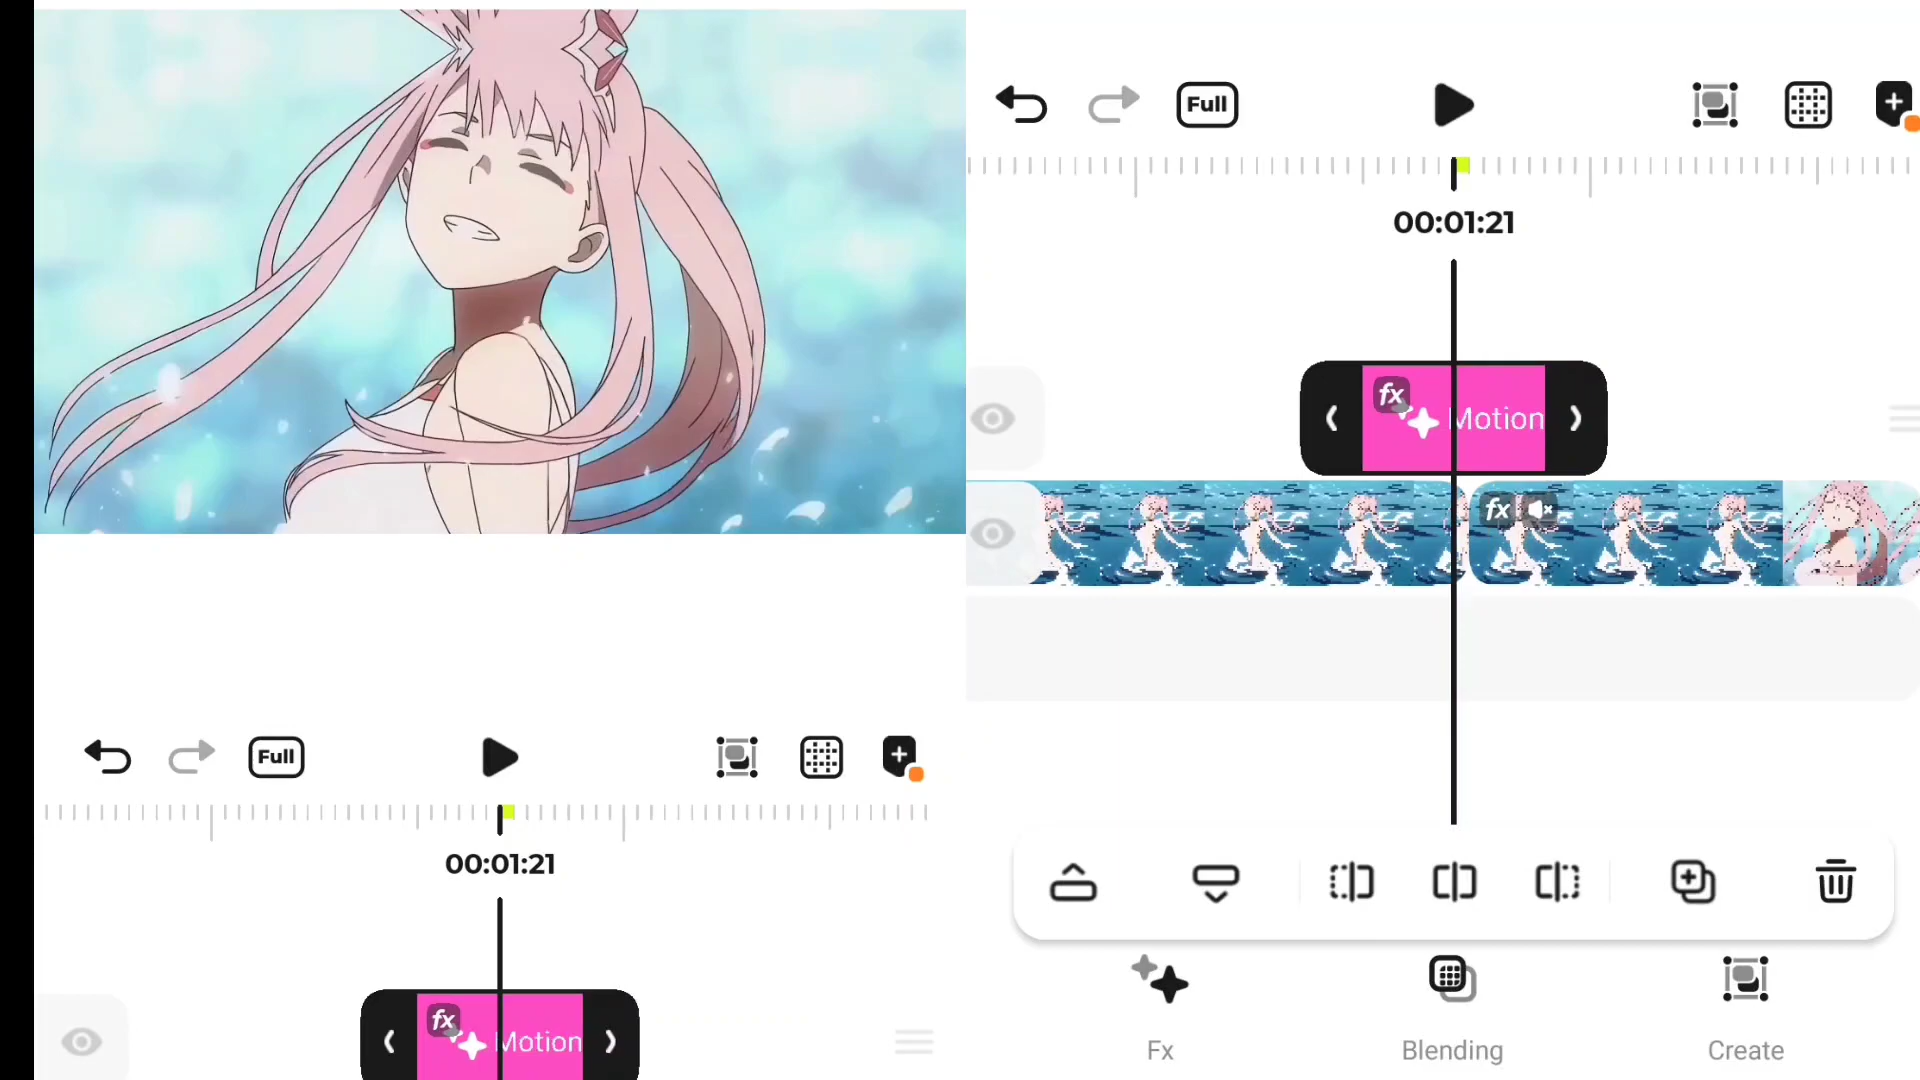 Full
00:01:21
fx
Motion
Full
00:01:21
fx
Motion
fx
Fx
Blending
Create